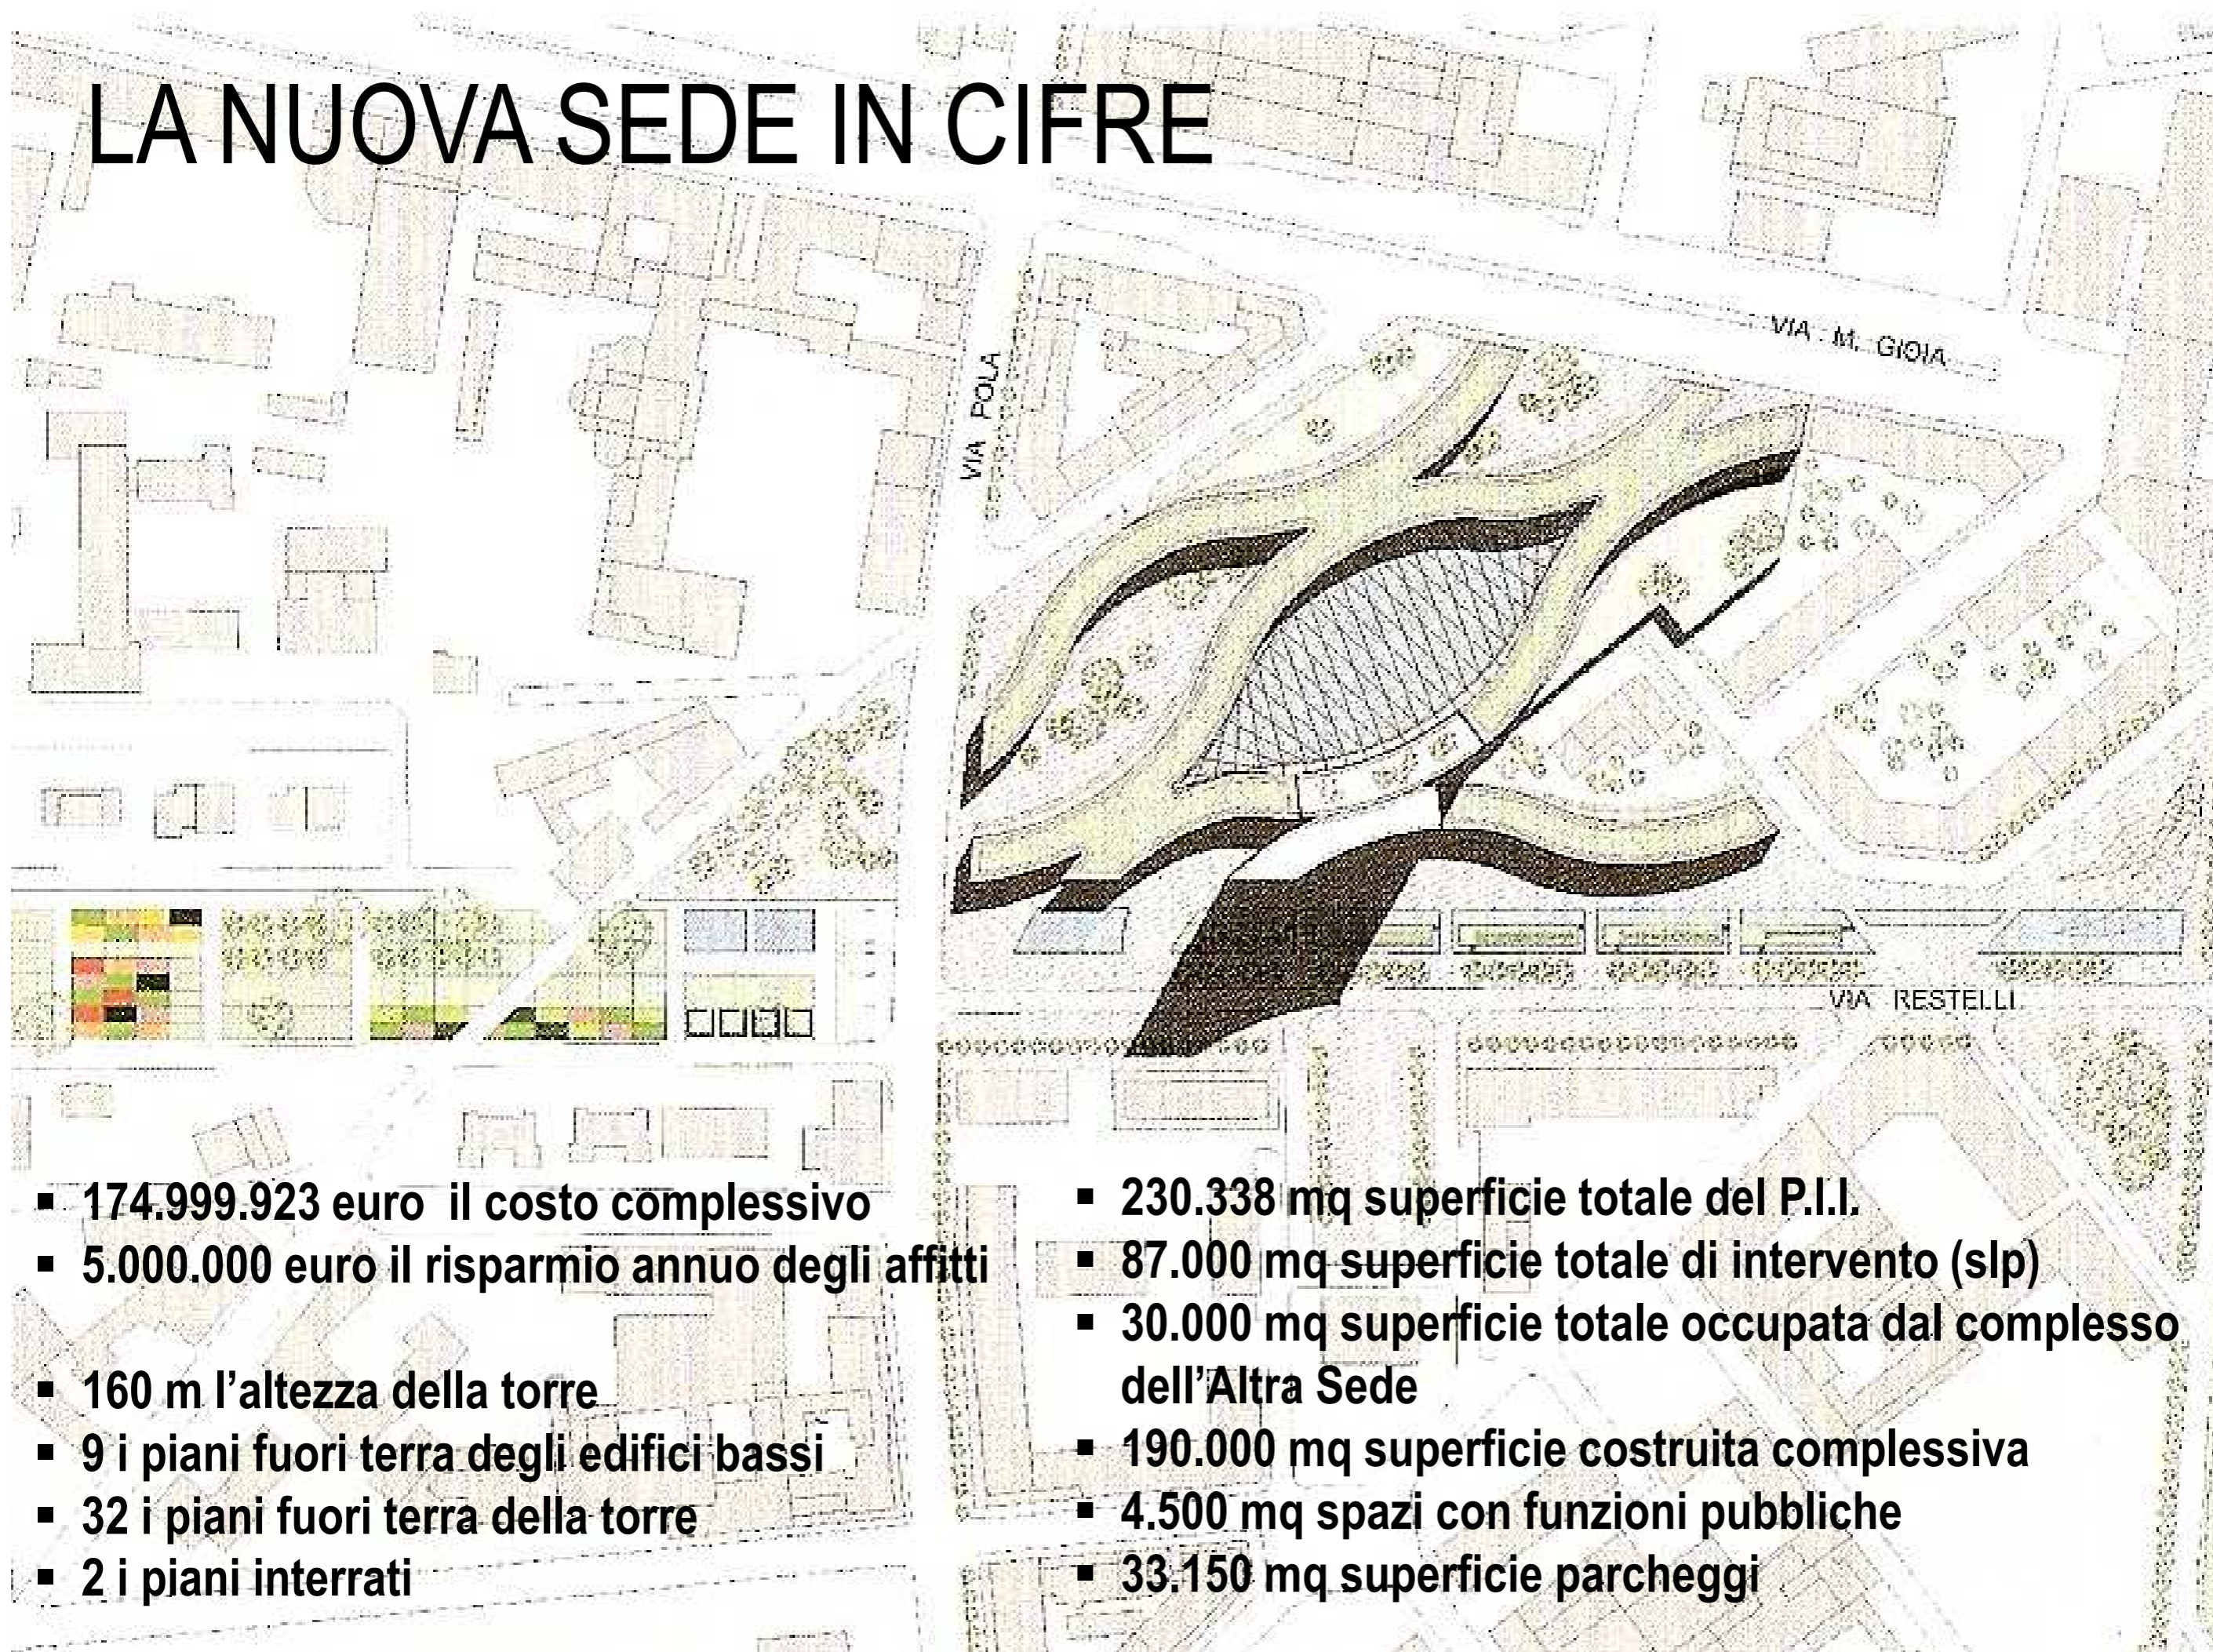 LA NUOVA SEDE IN CIFRE
VIA M. GIOIA
VIA POLA
VIA RESTELLI
▪ 174.999.923 euro il costo complessivo
▪ 5.000.000 euro il risparmio annuo degli affitti
▪ 160 m l’altezza della torre
▪ 9 i piani fuori terra degli edifici bassi
▪ 32 i piani fuori terra della torre
▪ 2 i piani interrati
▪ 230.338 mq superficie totale del P.I.I.
▪ 87.000 mq superficie totale di intervento (slp)
▪ 30.000 mq superficie totale occupata dal complesso
dell’Altra Sede
▪ 190.000 mq superficie costruita complessiva
▪ 4.500 mq spazi con funzioni pubbliche
▪ 33.150 mq superficie parcheggi